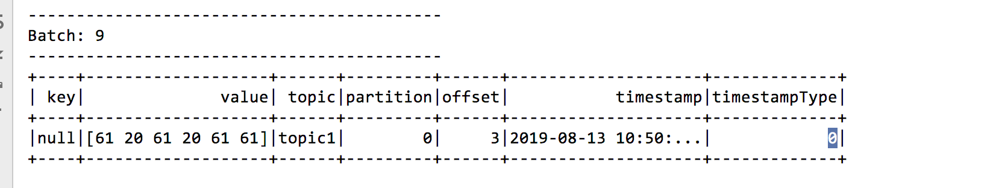 -------------------------------------------
Batch: 9
-------------------------------------------
+----+-------------------+------+---------+------+--------------------+-------------+
| key|              value| topic|partition|offset|           timestamp|timestampType|
+----+-------------------+------+---------+------+--------------------+-------------+
|null|[61 20 61 20 61 61]|topic1|        0|     3|2019-08-13 10:50:...|            0|
+----+-------------------+------+---------+------+--------------------+-------------+